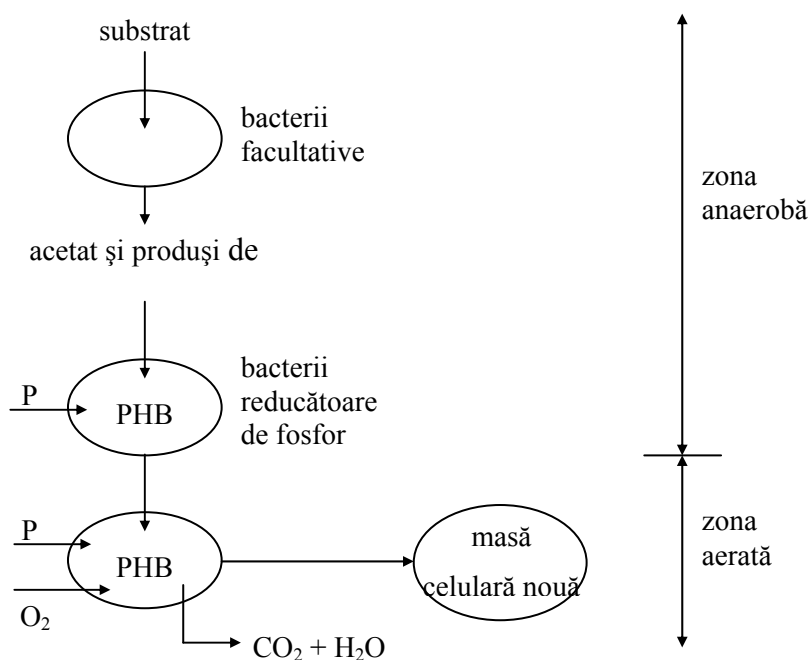 substrat
bacterii
facultative
zona
anaerobă
acetat şi produşi de
bacterii
reducătoare
de fosfor
P
PHB
P
PHB
O₂
masă
celulară nouă
zona
aerată
CO₂ + H₂O